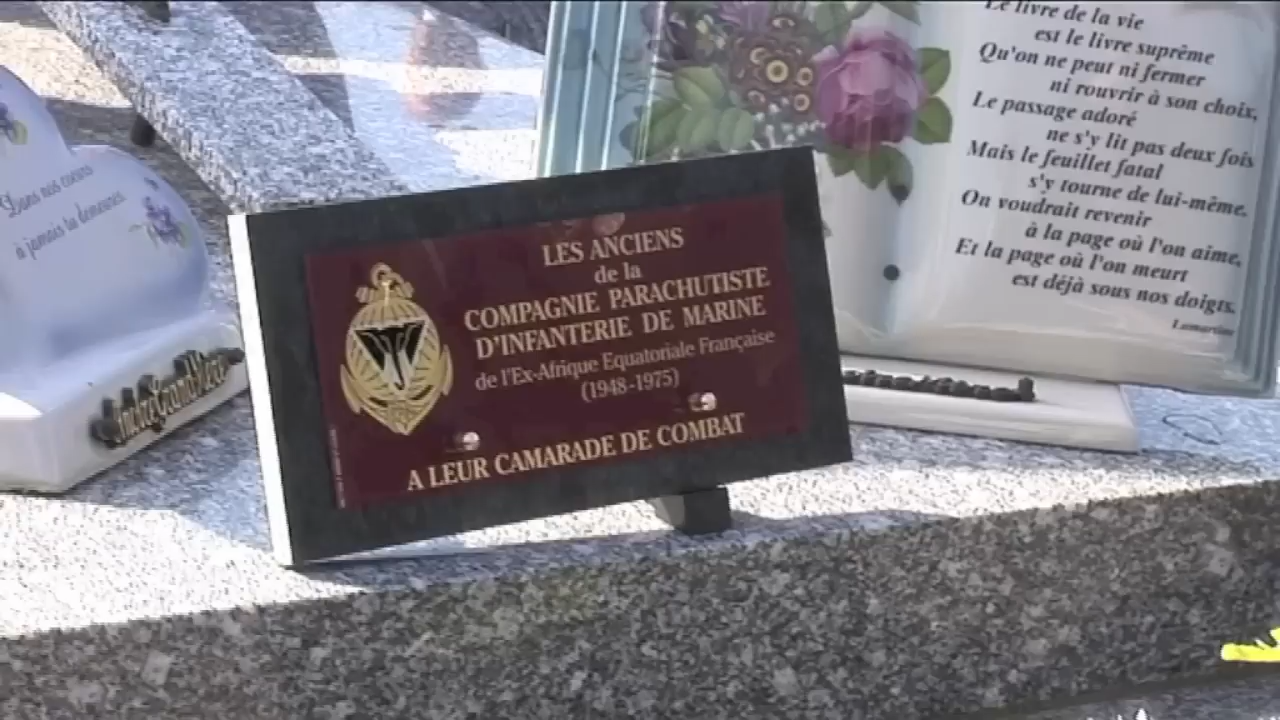 Dans nos coeurs
à jamais tu demeures
LES ANCIENS
de la
COMPAGNIE PARACHUTISTE
D'INFANTERIE DE MARINE
de l'Ex-Afrique Equatoriale Française
(1948-1975)
A LEUR CAMARADE DE COMBAT
Le livre de la vie
est le livre suprême
Qu'on ne peut ni fermer
ni rouvrir à son choix,
Le passage adoré
ne s'y lit pas deux fois
Mais le feuillet fatal
s'y tourne de lui-même.
On voudrait revenir
à la page où l'on aime,
Et la page où l'on meurt
est déjà sous nos doigts.
Lamartine